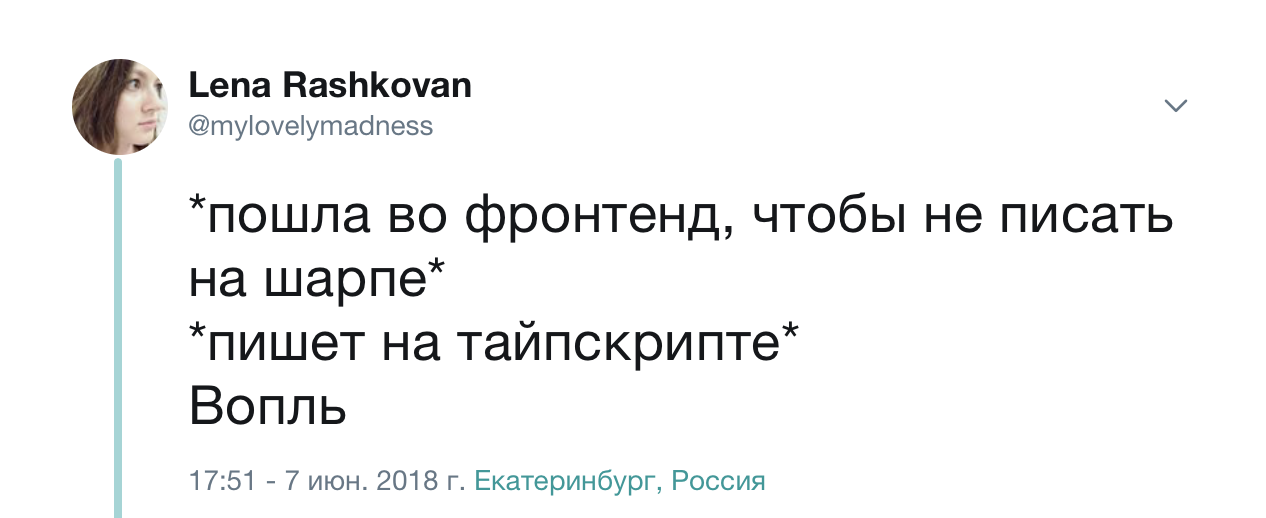 Lena Rashkovan
@mylovelymadness
*пошла во фронтенд, чтобы не писать
на шарпе*
*пишет на тайпскрипте*
Вопль
17:51 - 7 июн. 2018 г. Екатеринбург, Россия